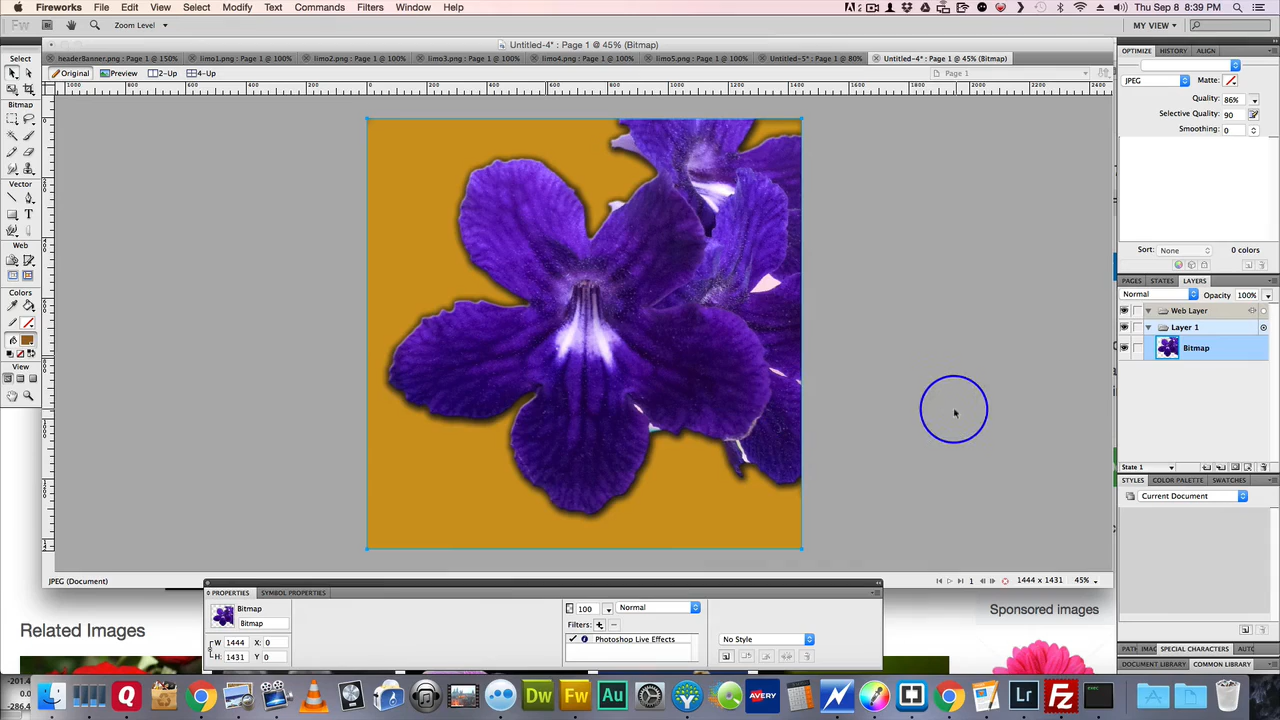 Fireworks File Edit View Select Modify Text Commands Filters Window Help
Thu Sep 8 8:39 PM
Zoom Level
MY VIEW
Untitled-4* : Page 1 @ 45% (Bitmap)
headerBanner.png : Page 1 @ 150% limo1.png : Page 1 @ 100% limo2.png : Page 1 @ 100% limo3.png : Page 1 @ 100% limo4.png : Page 1 @ 100% limo5.png : Page 1 @ 100% Untitled-5* : Page 1 @ 80% Untitled-4* : Page 1 @ 45% (Bitmap)
Original Preview 2-Up 4-Up
Page 1
Select
Bitmap
Vector
Web
Colors
View
OPTIMIZE HISTORY ALIGN
JPEG Matte:
Quality: 86%
Selective Quality: 90
Smoothing: 0
Sort: None 0 colors
PAGES STATES LAYERS
Normal Opacity 100%
Web Layer
Layer 1
Bitmap
State 1
STYLES COLOR PALETTE SWATCHES
Current Document
JPEG (Document)
1 1444 x 1431 45%
PROPERTIES SYMBOL PROPERTIES
Bitmap
Bitmap
W 1444 X: 0
H: 1431 Y: 0
100 Normal
Filters:
Photoshop Live Effects
No Style
Related Images
Sponsored images
PATH IMAG SPECIAL CHARACTERS AUTO
DOCUMENT LIBRARY COMMON LIBRARY
Dw Fw Au AVERY Lr Fz